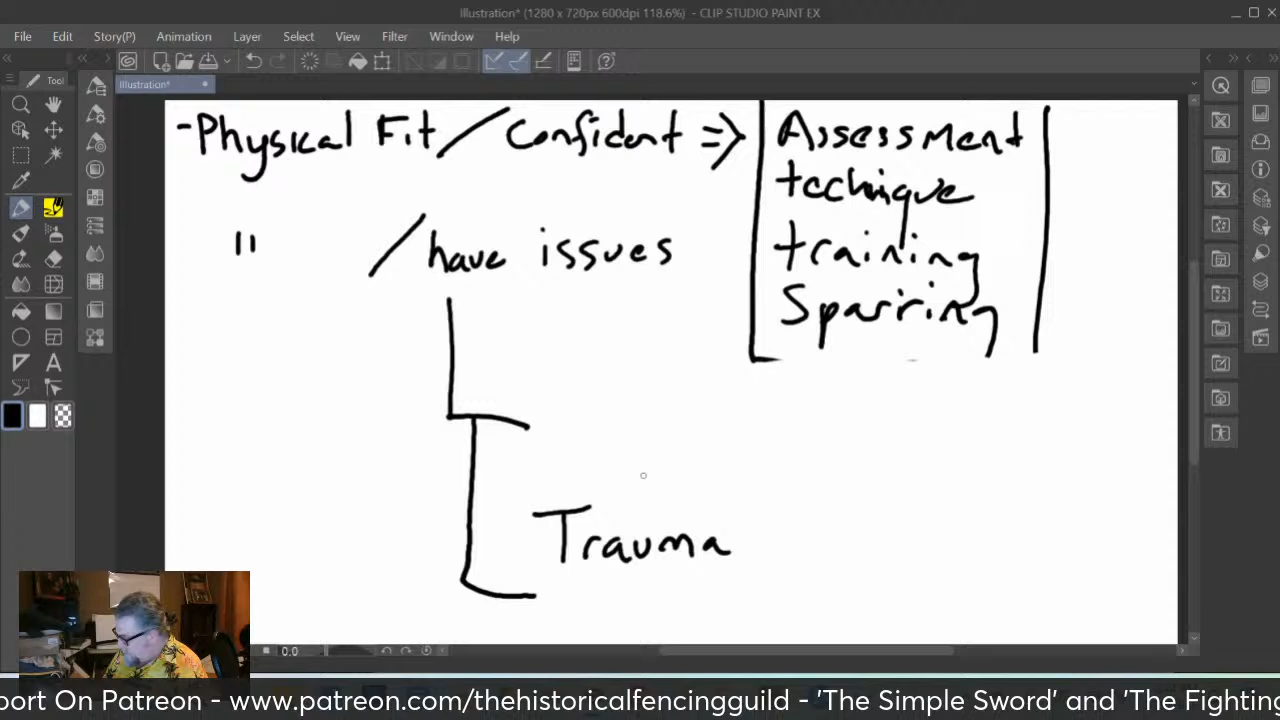 Illustration* (1280 x 720px 600dpi 118.6%) - CLIP STUDIO PAINT EX
File Edit Story(P) Animation Layer Select View Filter Window Help
Tool
Illustration*
-Physical Fit / Confident => Assessment
technique
" / have issues
training
Sparring
Trauma
0.0
port On Patreon - www.patreon.com/thehistoricalfencingguild - 'The Simple Sword' and 'The Fighting